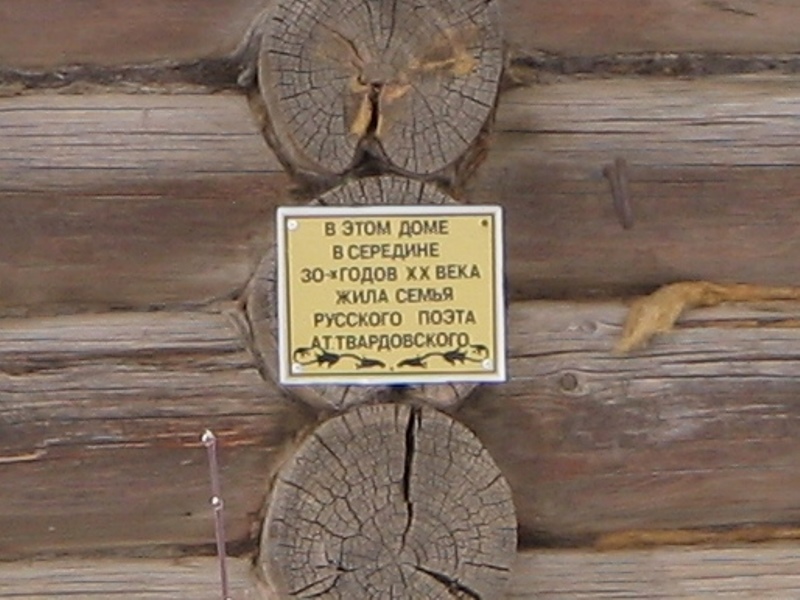 В ЭТОМ ДОМЕ
В СЕРЕДИНЕ
30-х ГОДОВ XX ВЕКА
ЖИЛА СЕМЬЯ
РУССКОГО ПОЭТА
А.Т.ТВАРДОВСКОГО